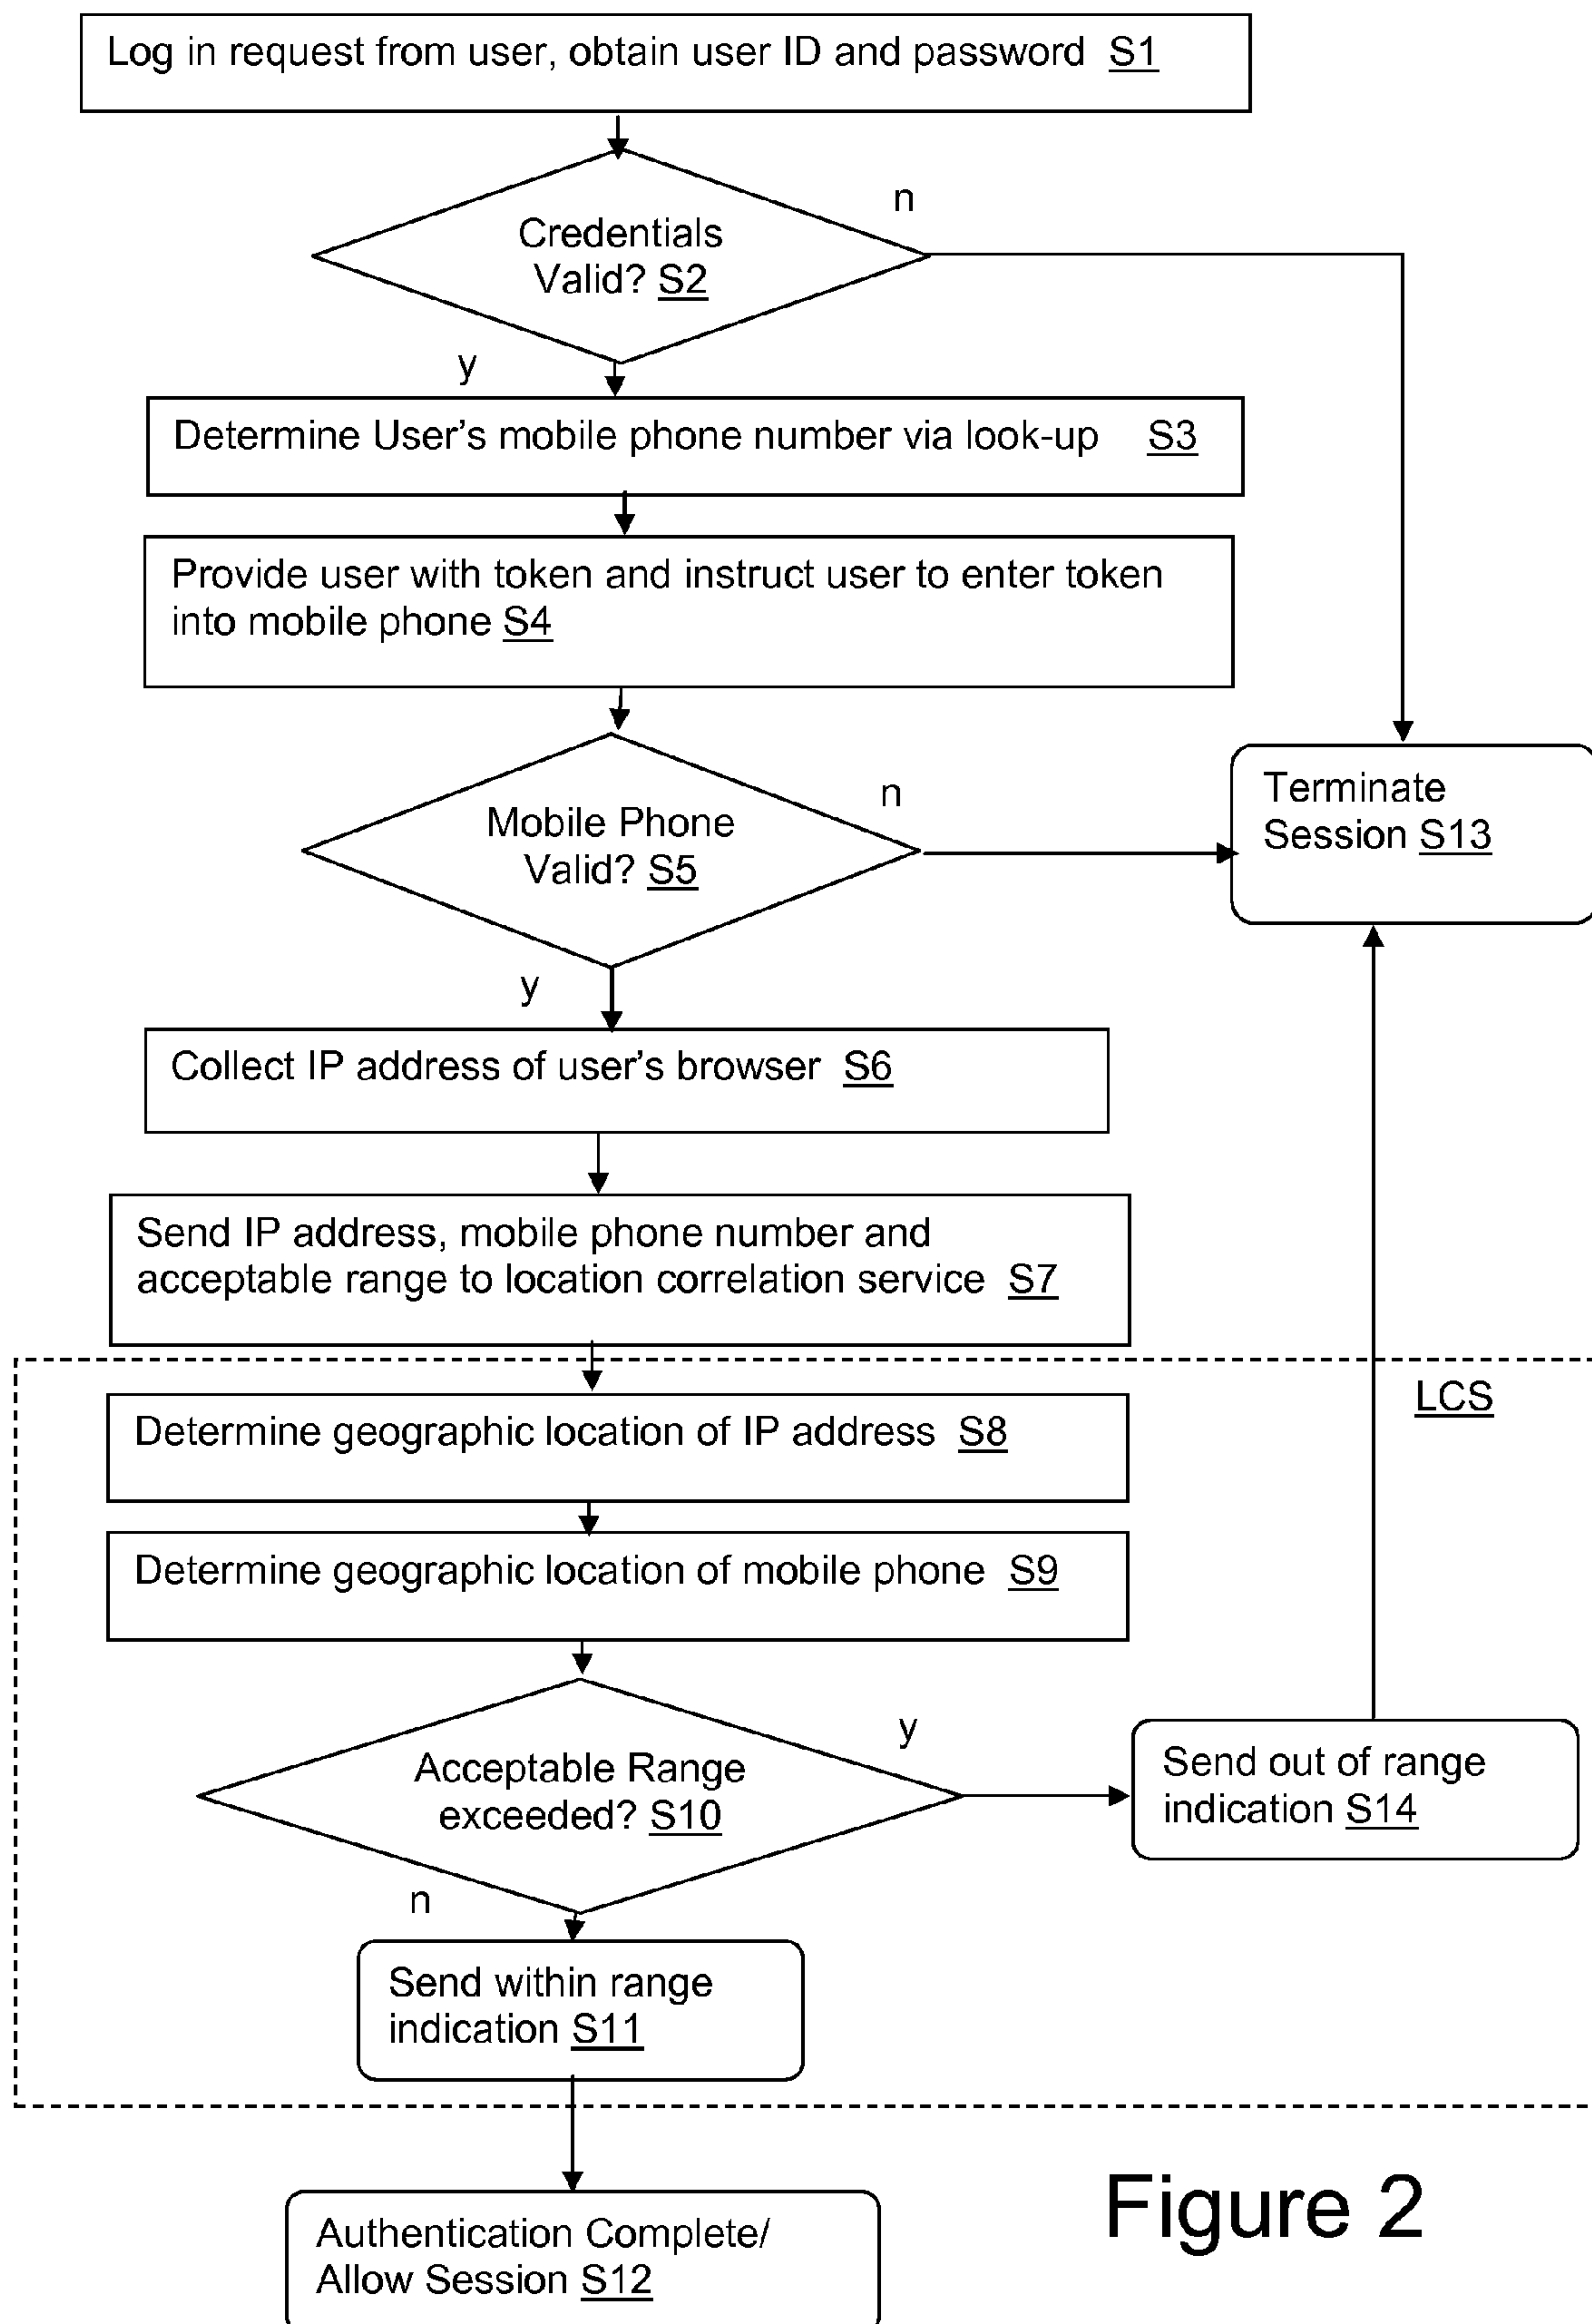 Log in request from user, obtain user ID and password S1
n
Credentials
Valid? S2
y
Determine User's mobile phone number via look-up S3
Provide user with token and instruct user to enter token
into mobile phone S4
n
Mobile Phone
Valid? S5
Terminate
Session S13
y
Collect IP address of user's browser S6
Send IP address, mobile phone number and
acceptable range to location correlation service S7
LCS
Determine geographic location of IP address S8
Determine geographic location of mobile phone S9
y
Acceptable Range
exceeded? S10
Send out of range
indication S14
n
Send within range
indication S11
Authentication Complete/
Allow Session S12
Figure 2